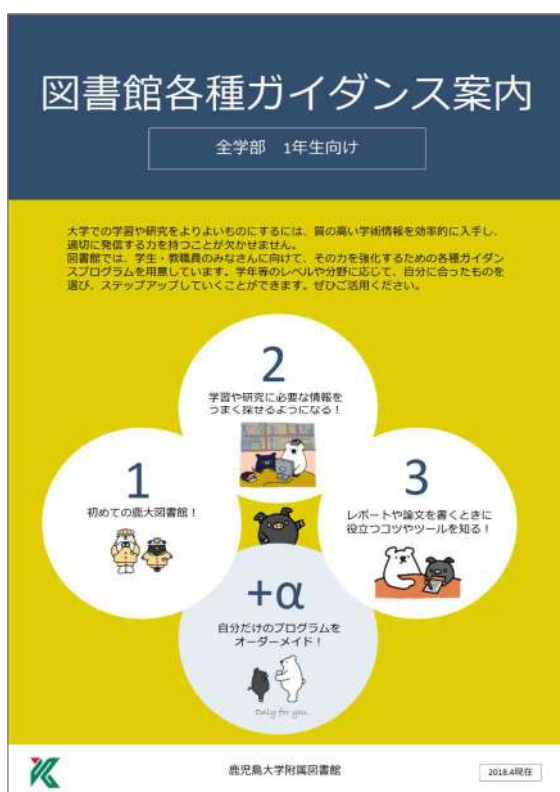 図書館各種ガイダンス案内
全学部 1年生向け
大学での学習や研究をよりよいものにするには、質の高い学術情報を効率的に入手し、
適切に発信する力を持つことが欠かせません。
図書館では、学生・教職員のみなさんに向けて、その力を強化するための各種ガイダン
スプログラムを用意しています。学年等のレベルや分野に応じて、自分に合ったものを
選び、ステップアップしていくことができます。ぜひご活用ください。
2
学習や研究に必要な情報を
うまく探せるようになる！
1
初めての鹿大図書館！
3
レポートや論文を書くときに
役立つコツやツールを知る！
+α
自分だけのプログラムを
オーダーメイド！
Only for you
鹿児島大学附属図書館
2018.4現在